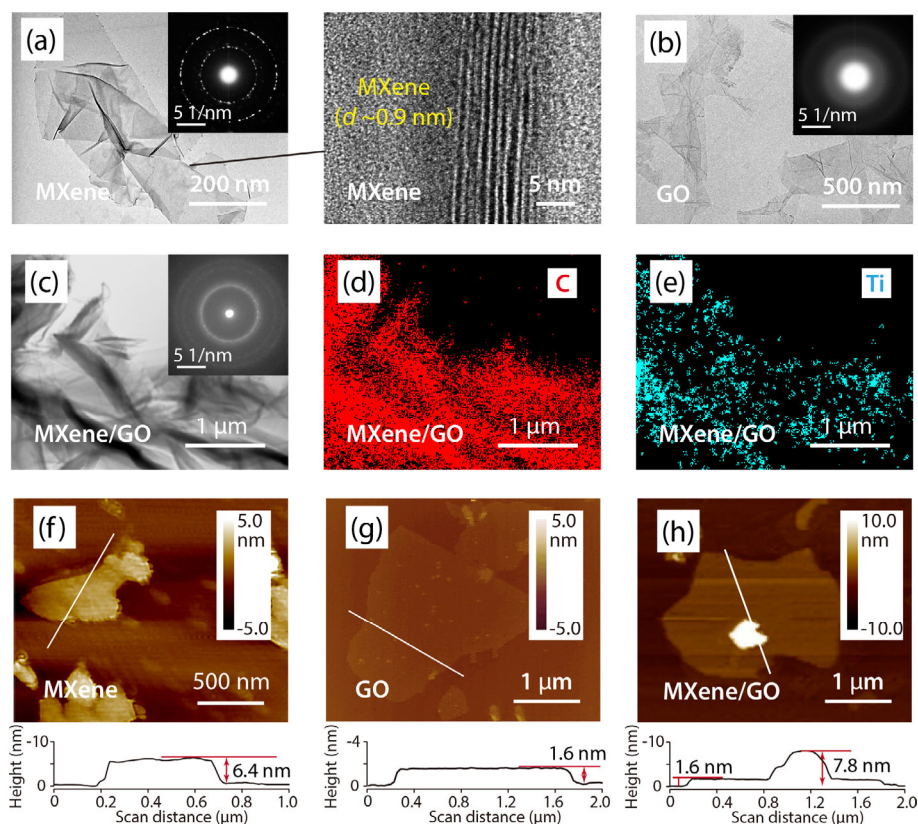 (a)
5 1/nm
MXene
200 nm
MXene
(d ~0.9 nm)
MXene
5 nm
(b)
5 1/nm
GO
500 nm
(c)
5 1/nm
MXene/GO
1 μm
(d)
C
MXene/GO
1 μm
(e)
Ti
MXene/GO
1 μm
(f)
5.0
nm
-5.0
MXene
500 nm
(g)
5.0
nm
-5.0
GO
1 μm
(h)
10.0
nm
-10.0
MXene/GO
1 μm
Height (nm)
-10
-5
0
6.4 nm
0 0.2 0.4 0.6 0.8 1.0
Scan distance (μm)
Height (nm)
-4
0
1.6 nm
0 0.4 0.8 1.2 1.6 2.0
Scan distance (μm)
Height (nm)
-10
-5
0
1.6 nm
7.8 nm
0 0.4 0.8 1.2 1.6 2.0
Scan distance (μm)